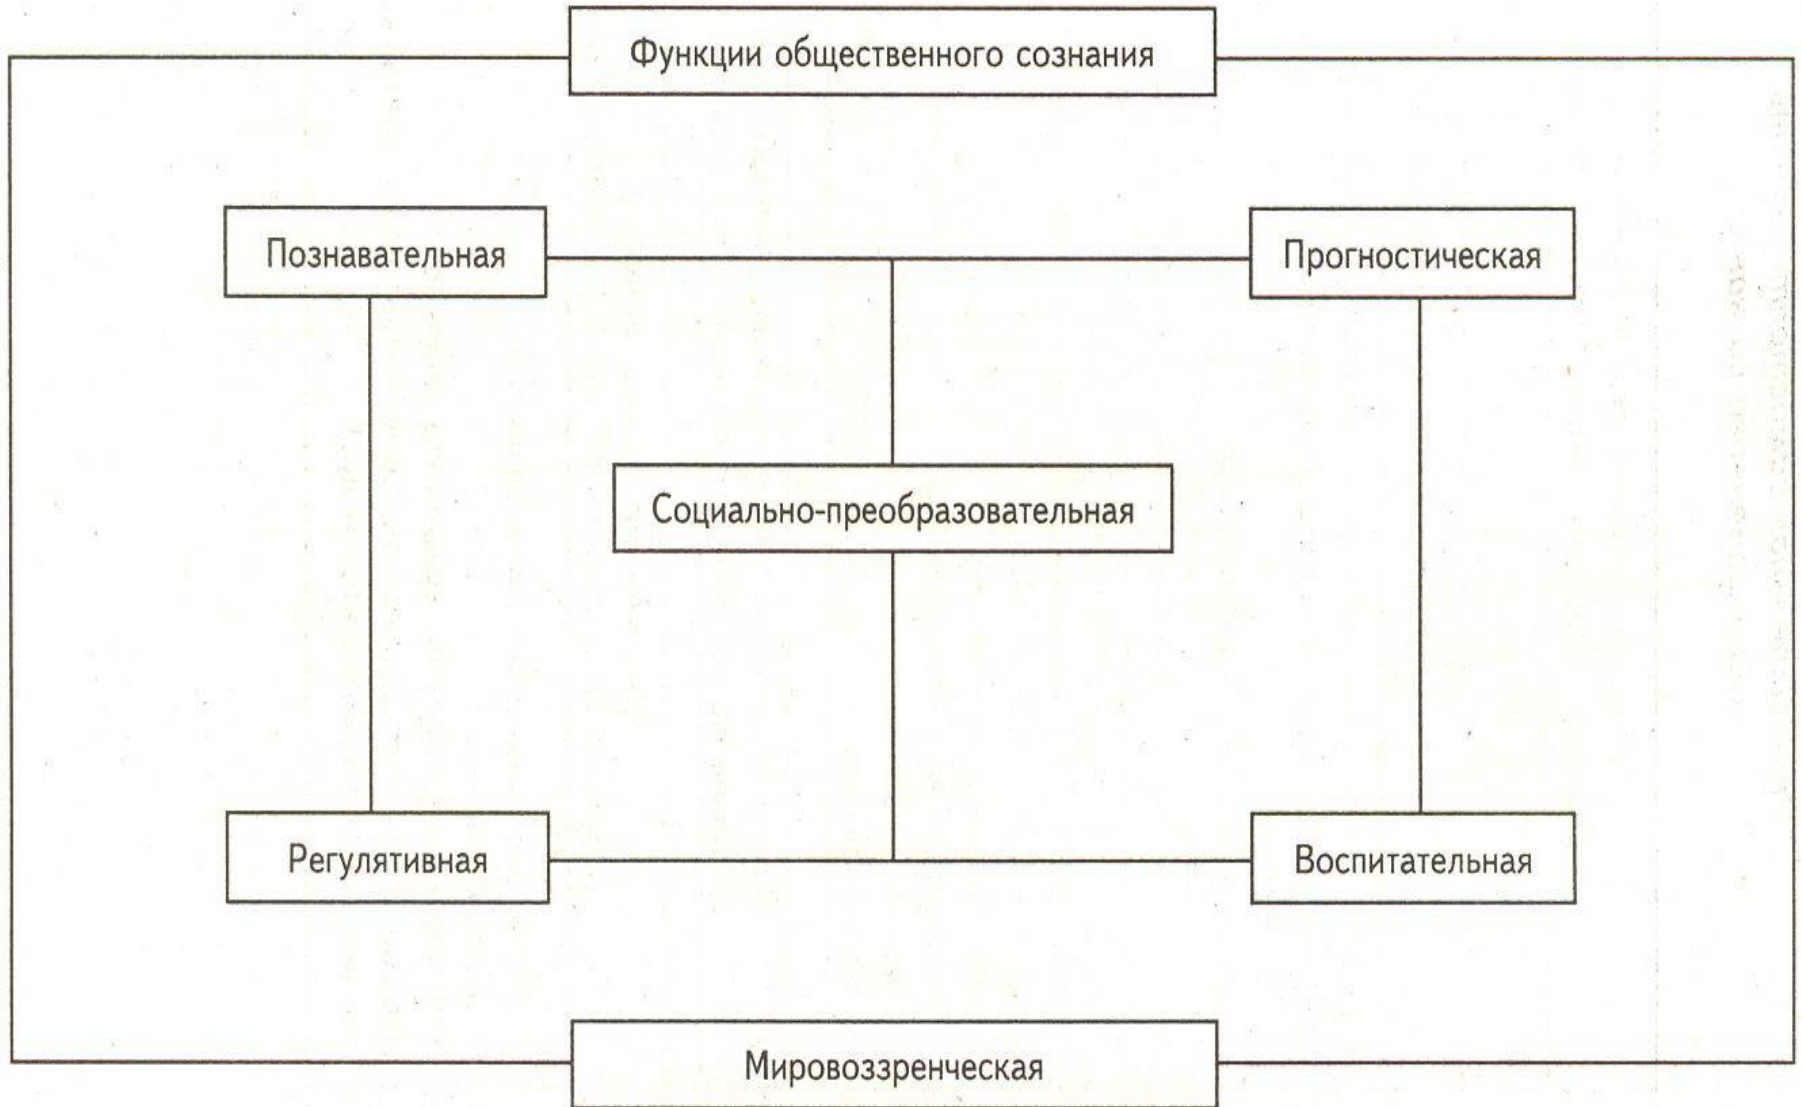 Функции общественного сознания
Познавательная
Прогностическая
Социально-преобразовательная
Регулятивная
Воспитательная
Мировоззренческая